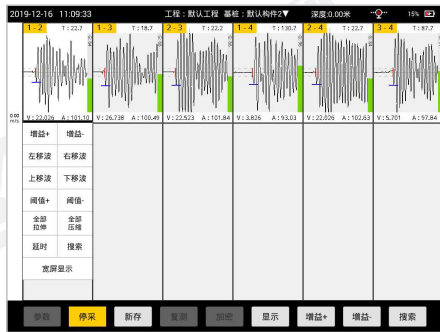 2019-12-16 11:09:33 工程：默认工程 基桩：默认构件2▼ 深度:0.00米 15%
1-2 T:22.7 1-3 T:18.7 2-3 T:22.2 1-4 T:130.7 2-4 T:22.7 3-4 T:87.7
0.00 V:22.026 A:101.10 V:26.738 A:100.49 V:22.523 A:101.84 V:3.826 A:93.03 V:22.026 A:102.63 V:5.701 A:97.84
m/s
增益+ 增益-
左移波 右移波
上移波 下移波
阈值+ 阈值-
全部 全部
拉伸 压缩
延时 搜索
宽屏显示
参数 停采 新存 复测 加密 显示 增益+ 增益- 搜索